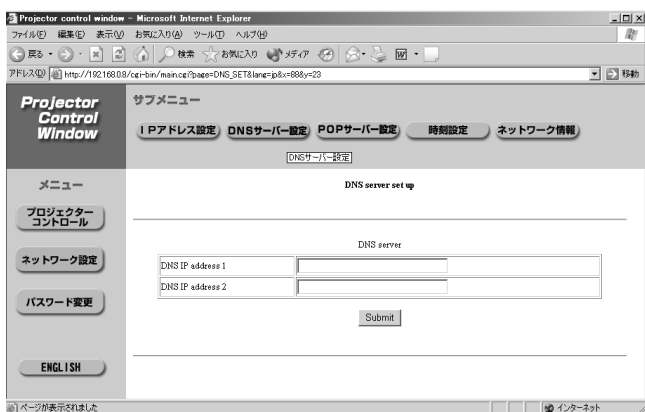 Projector control window - Microsoft Internet Explorer
ファイル(F) 編集(E) 表示(V) お気に入り(A) ツール(T) ヘルプ(H)
戻る 検索 お気に入り メディア
アドレス(D) http://192.168.0.8/cgi-bin/main.cgi?page=DNS_SET&lang=jp&x=88&y=23 移動
Projector
Control
Window
サブメニュー
IPアドレス設定 DNSサーバー設定 POPサーバー設定 時刻設定 ネットワーク情報
DNSサーバー設定
メニュー
プロジェクター
コントロール
ネットワーク設定
パスワード変更
ENGLISH
DNS server set up
DNS server
DNS IP address 1
DNS IP address 2
Submit
ページが表示されました インターネット